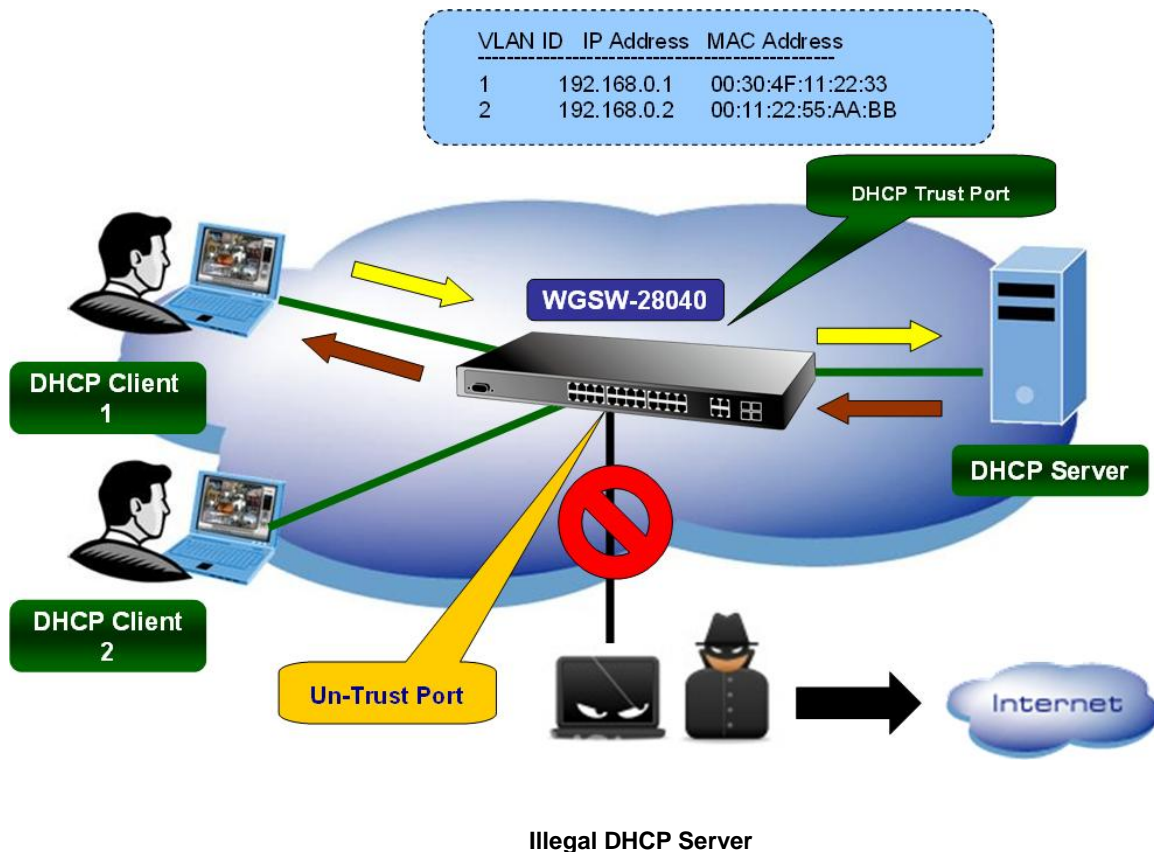 VLAN ID IP Address MAC Address
------------------------------------------------
1 192.168.0.1 00:30:4F:11:22:33
2 192.168.0.2 00:11:22:55:AA:BB
DHCP Trust Port
WGSW-28040
DHCP Client
1
DHCP Server
DHCP Client
2
Un-Trust Port
Internet
Illegal DHCP Server